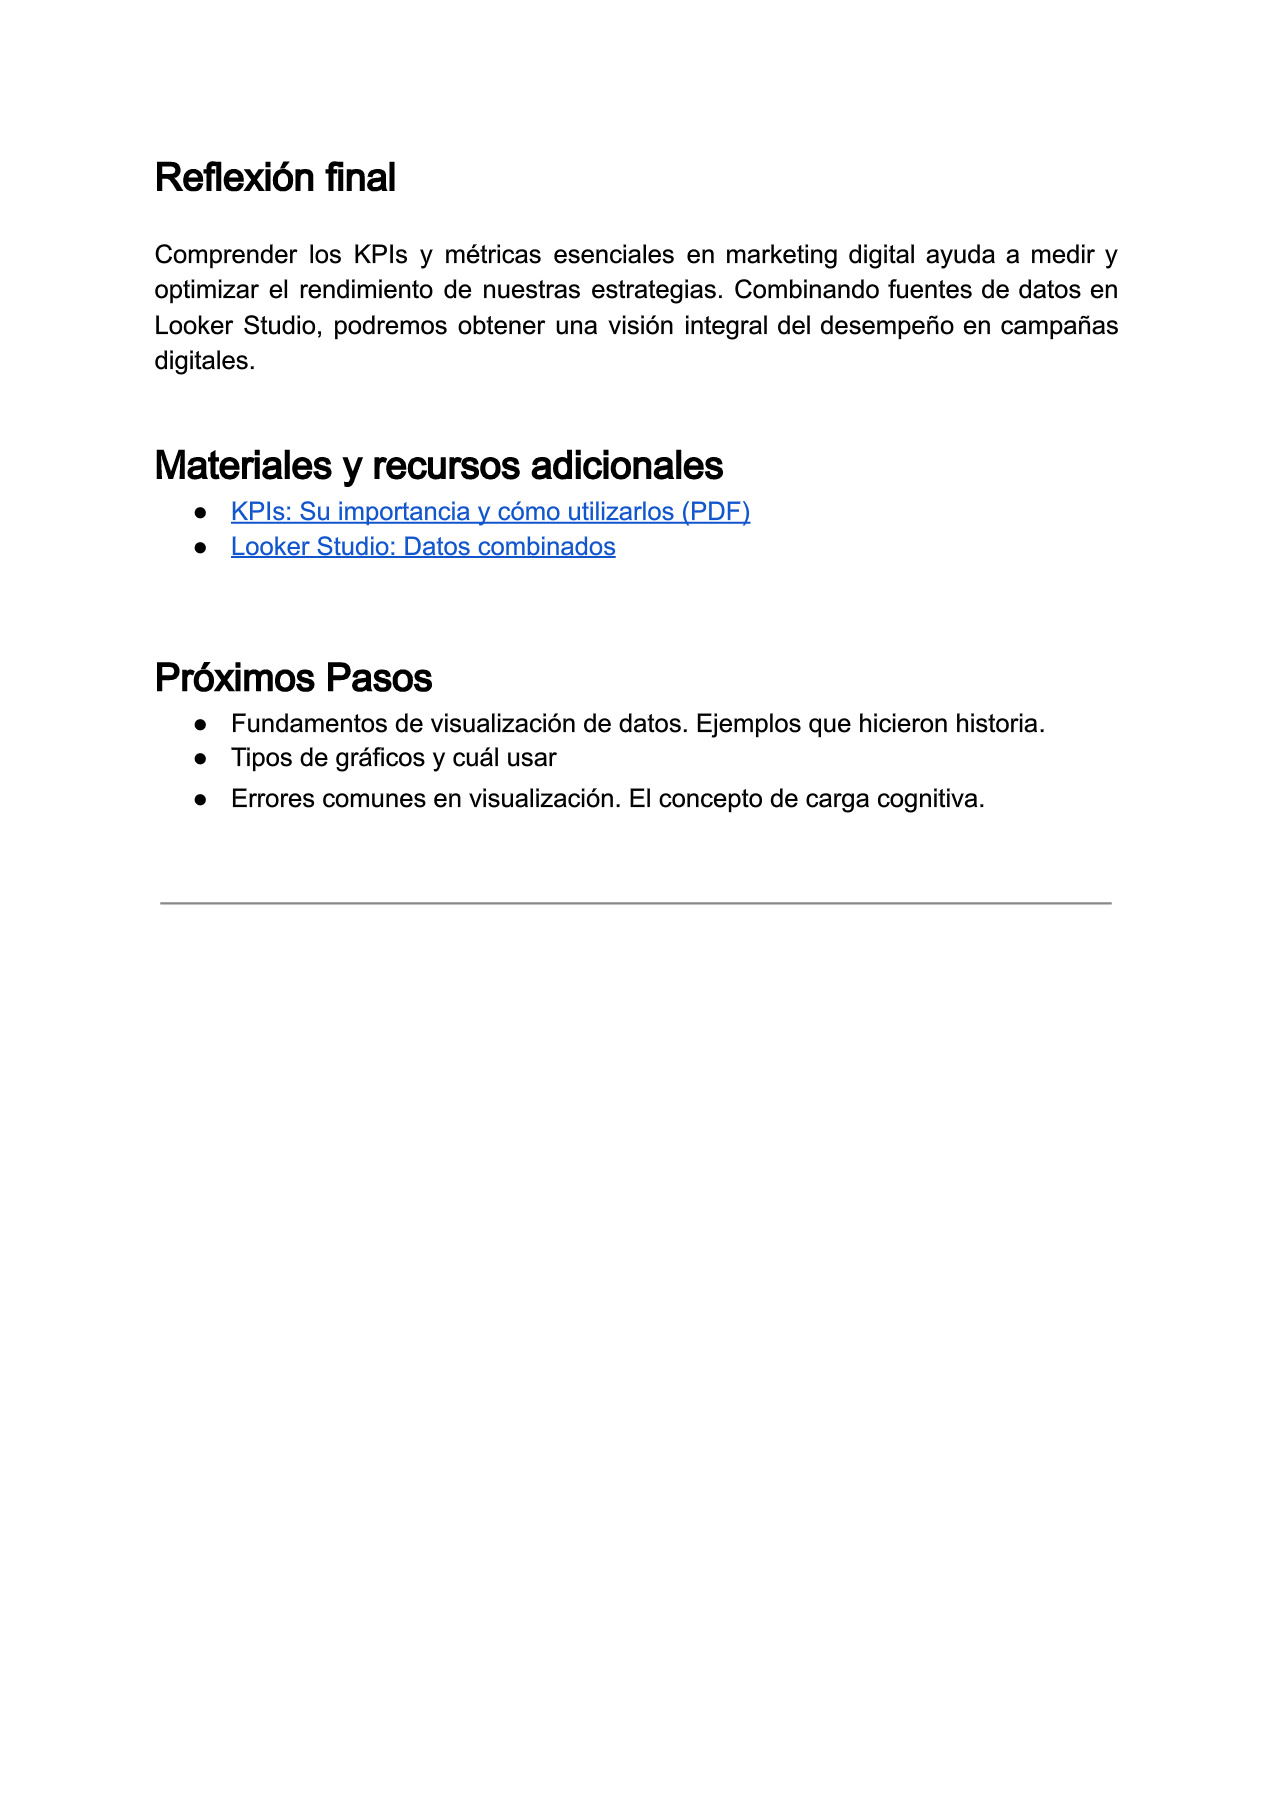 Reflexión final
Comprender los KPIs y métricas esenciales en marketing digital ayuda a medir y
optimizar el rendimiento de nuestras estrategias. Combinando fuentes de datos en
Looker Studio, podremos obtener una visión integral del desempeño en campañas
digitales.
Materiales y recursos adicionales
● KPIs: Su importancia y cómo utilizarlos (PDF)
● Looker Studio: Datos combinados
Próximos Pasos
● Fundamentos de visualización de datos. Ejemplos que hicieron historia.
● Tipos de gráficos y cuál usar
● Errores comunes en visualización. El concepto de carga cognitiva.